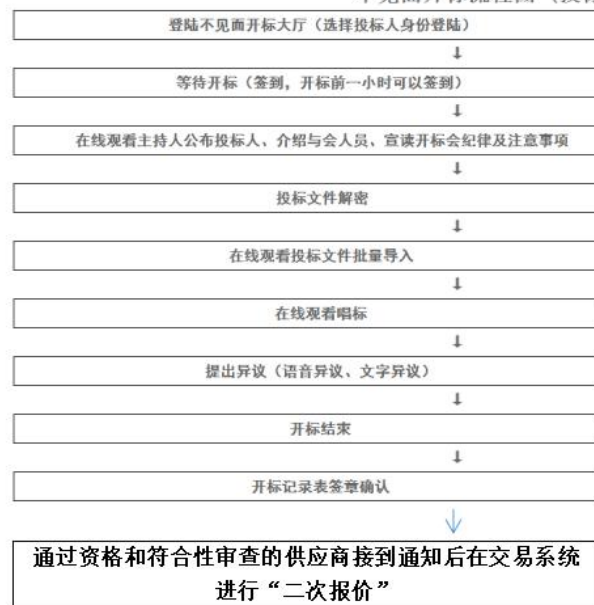 登陆不见面开标大厅（选择投标人身份登陆）
↓
等待开标（签到，开标前一小时可以签到）
↓
在线观看主持人公布投标人、介绍与会人员、宣读开标会纪律及注意事项
↓
投标文件解密
↓
在线观看投标文件批量导入
↓
在线观看唱标
↓
提出异议（语音异议、文字异议）
↓
开标结束
↓
开标记录表签章确认
↓
通过资格和符合性审查的供应商接到通知后在交易系统
进行“二次报价”